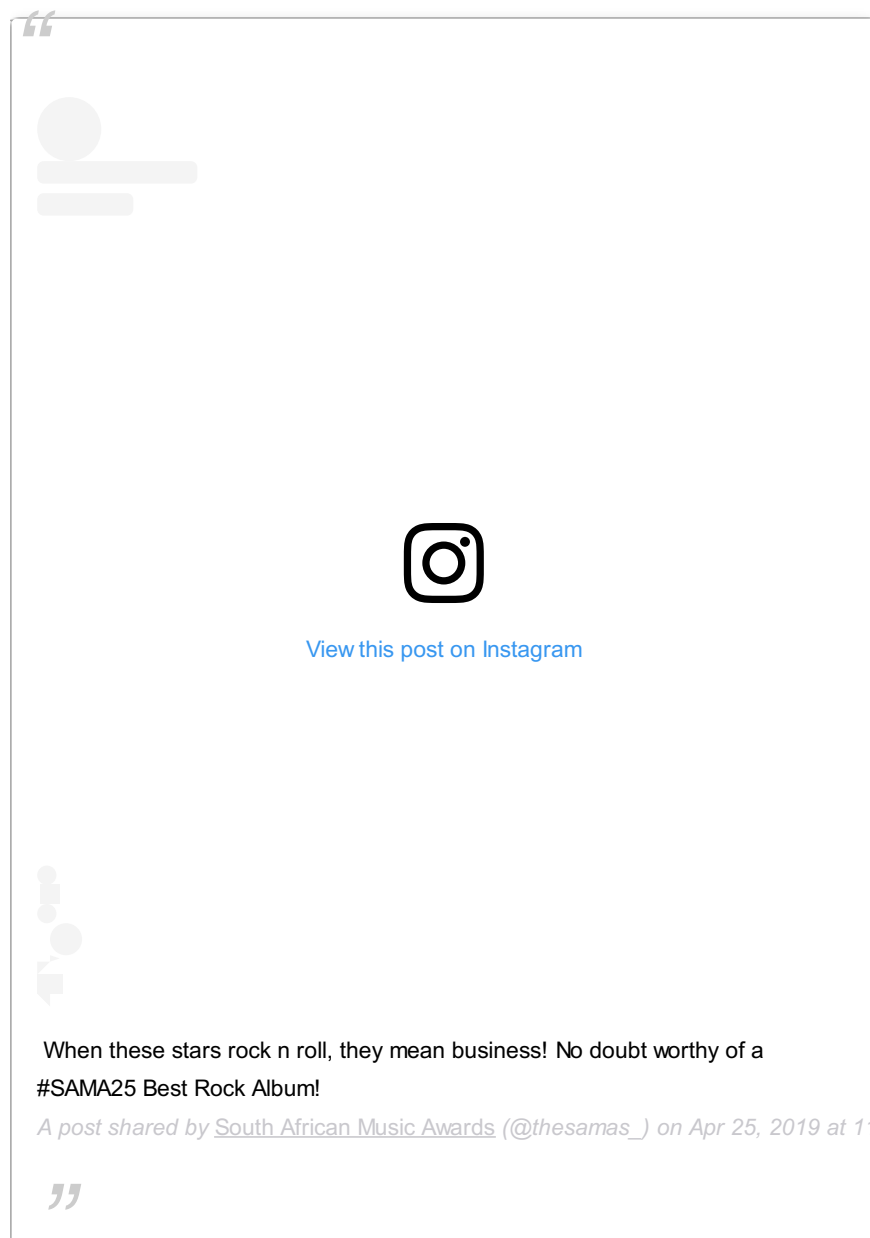 “
View this post on Instagram
When these stars rock n roll, they mean business! No doubt worthy of a
#SAMA25 Best Rock Album!
A post shared by South African Music Awards (@thesamas_) on Apr 25, 2019 at
”